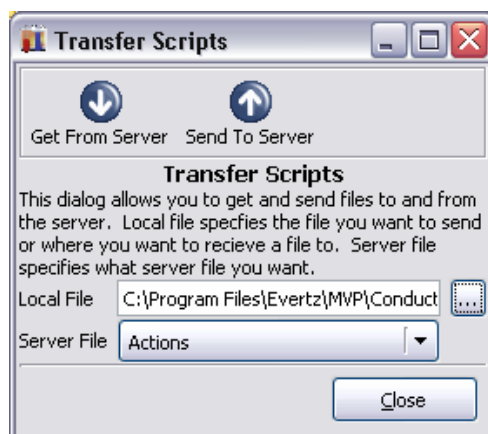 Transfer Scripts
Get From Server Send To Server
Transfer Scripts
This dialog allows you to get and send files to and from
the server. Local file specfies the file you want to send
or where you want to recieve a file to. Server file
specifies what server file you want.
Local File C:\Program Files\Evertz\MVP\Conduct ...
Server File Actions
Close